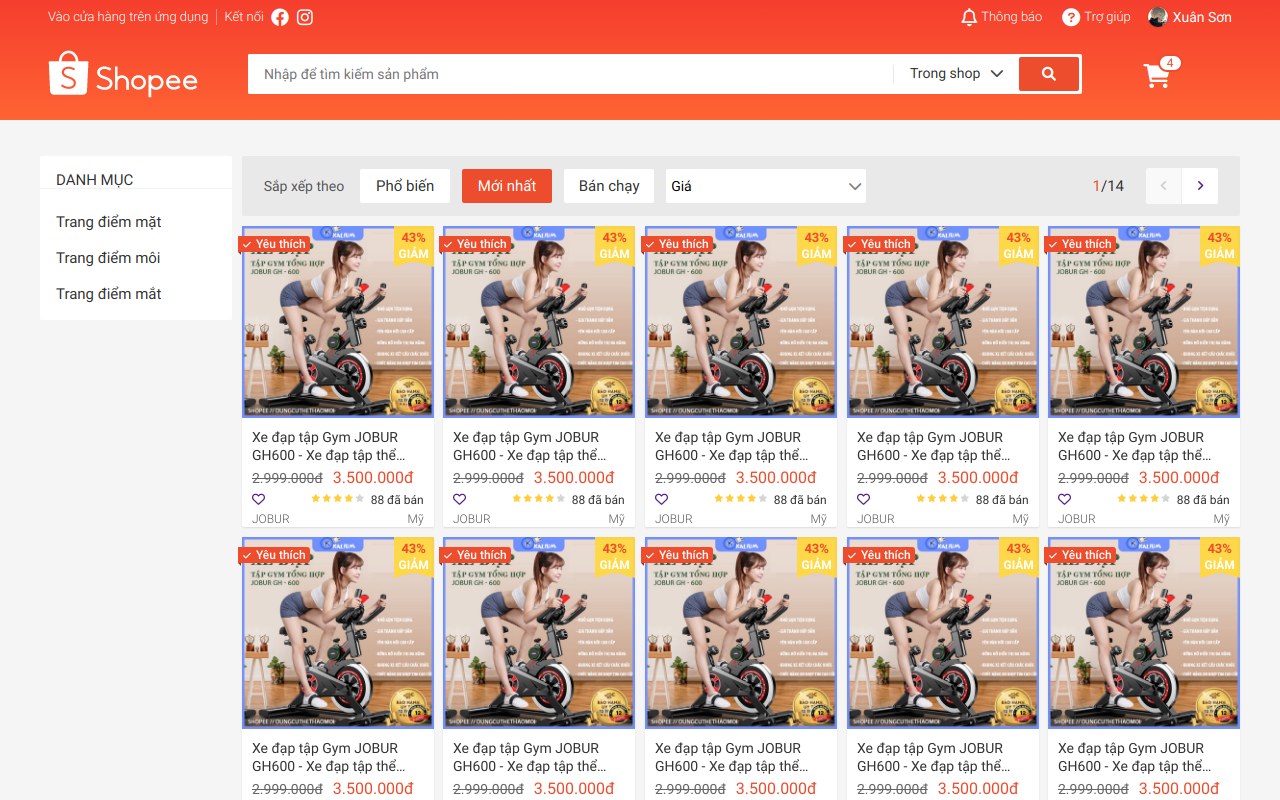 Vào cửa hàng trên ứng dụng
Kết nối
Thông báo
Trợ giúp
Xuân Sơn
Shopee
Nhập để tìm kiếm sản phẩm
Trong shop
4
DANH MỤC
Trang điểm mặt
Trang điểm môi
Trang điểm mắt
Sắp xếp theo
Phổ biến
Mới nhất
Bán chạy
Giá
1/14
Yêu thích 43% GIẢM
TẬP GYM TỔNG HỢP
JOBUR GH - 600
SHOPEE // DUNGCUTHETHAOMOI
Xe đạp tập Gym JOBUR
GH600 - Xe đạp tập thể...
2.999.000đ 3.500.000đ
88 đã bán
JOBUR Mỹ
Yêu thích 43% GIẢM
TẬP GYM TỔNG HỢP
JOBUR GH - 600
SHOPEE // DUNGCUTHETHAOMOI
Xe đạp tập Gym JOBUR
GH600 - Xe đạp tập thể...
2.999.000đ 3.500.000đ
88 đã bán
JOBUR Mỹ
Yêu thích 43% GIẢM
TẬP GYM TỔNG HỢP
JOBUR GH - 600
SHOPEE // DUNGCUTHETHAOMOI
Xe đạp tập Gym JOBUR
GH600 - Xe đạp tập thể...
2.999.000đ 3.500.000đ
88 đã bán
JOBUR Mỹ
Yêu thích 43% GIẢM
TẬP GYM TỔNG HỢP
JOBUR GH - 600
SHOPEE // DUNGCUTHETHAOMOI
Xe đạp tập Gym JOBUR
GH600 - Xe đạp tập thể...
2.999.000đ 3.500.000đ
88 đã bán
JOBUR Mỹ
Yêu thích 43% GIẢM
TẬP GYM TỔNG HỢP
JOBUR GH - 600
SHOPEE // DUNGCUTHETHAOMOI
Xe đạp tập Gym JOBUR
GH600 - Xe đạp tập thể...
2.999.000đ 3.500.000đ
88 đã bán
JOBUR Mỹ
Yêu thích 43% GIẢM
TẬP GYM TỔNG HỢP
JOBUR GH - 600
SHOPEE // DUNGCUTHETHAOMOI
Xe đạp tập Gym JOBUR
GH600 - Xe đạp tập thể...
2.999.000đ 3.500.000đ
Yêu thích 43% GIẢM
TẬP GYM TỔNG HỢP
JOBUR GH - 600
SHOPEE // DUNGCUTHETHAOMOI
Xe đạp tập Gym JOBUR
GH600 - Xe đạp tập thể...
2.999.000đ 3.500.000đ
Yêu thích 43% GIẢM
TẬP GYM TỔNG HỢP
JOBUR GH - 600
SHOPEE // DUNGCUTHETHAOMOI
Xe đạp tập Gym JOBUR
GH600 - Xe đạp tập thể...
2.999.000đ 3.500.000đ
Yêu thích 43% GIẢM
TẬP GYM TỔNG HỢP
JOBUR GH - 600
SHOPEE // DUNGCUTHETHAOMOI
Xe đạp tập Gym JOBUR
GH600 - Xe đạp tập thể...
2.999.000đ 3.500.000đ
Yêu thích 43% GIẢM
TẬP GYM TỔNG HỢP
JOBUR GH - 600
SHOPEE // DUNGCUTHETHAOMOI
Xe đạp tập Gym JOBUR
GH600 - Xe đạp tập thể...
2.999.000đ 3.500.000đ